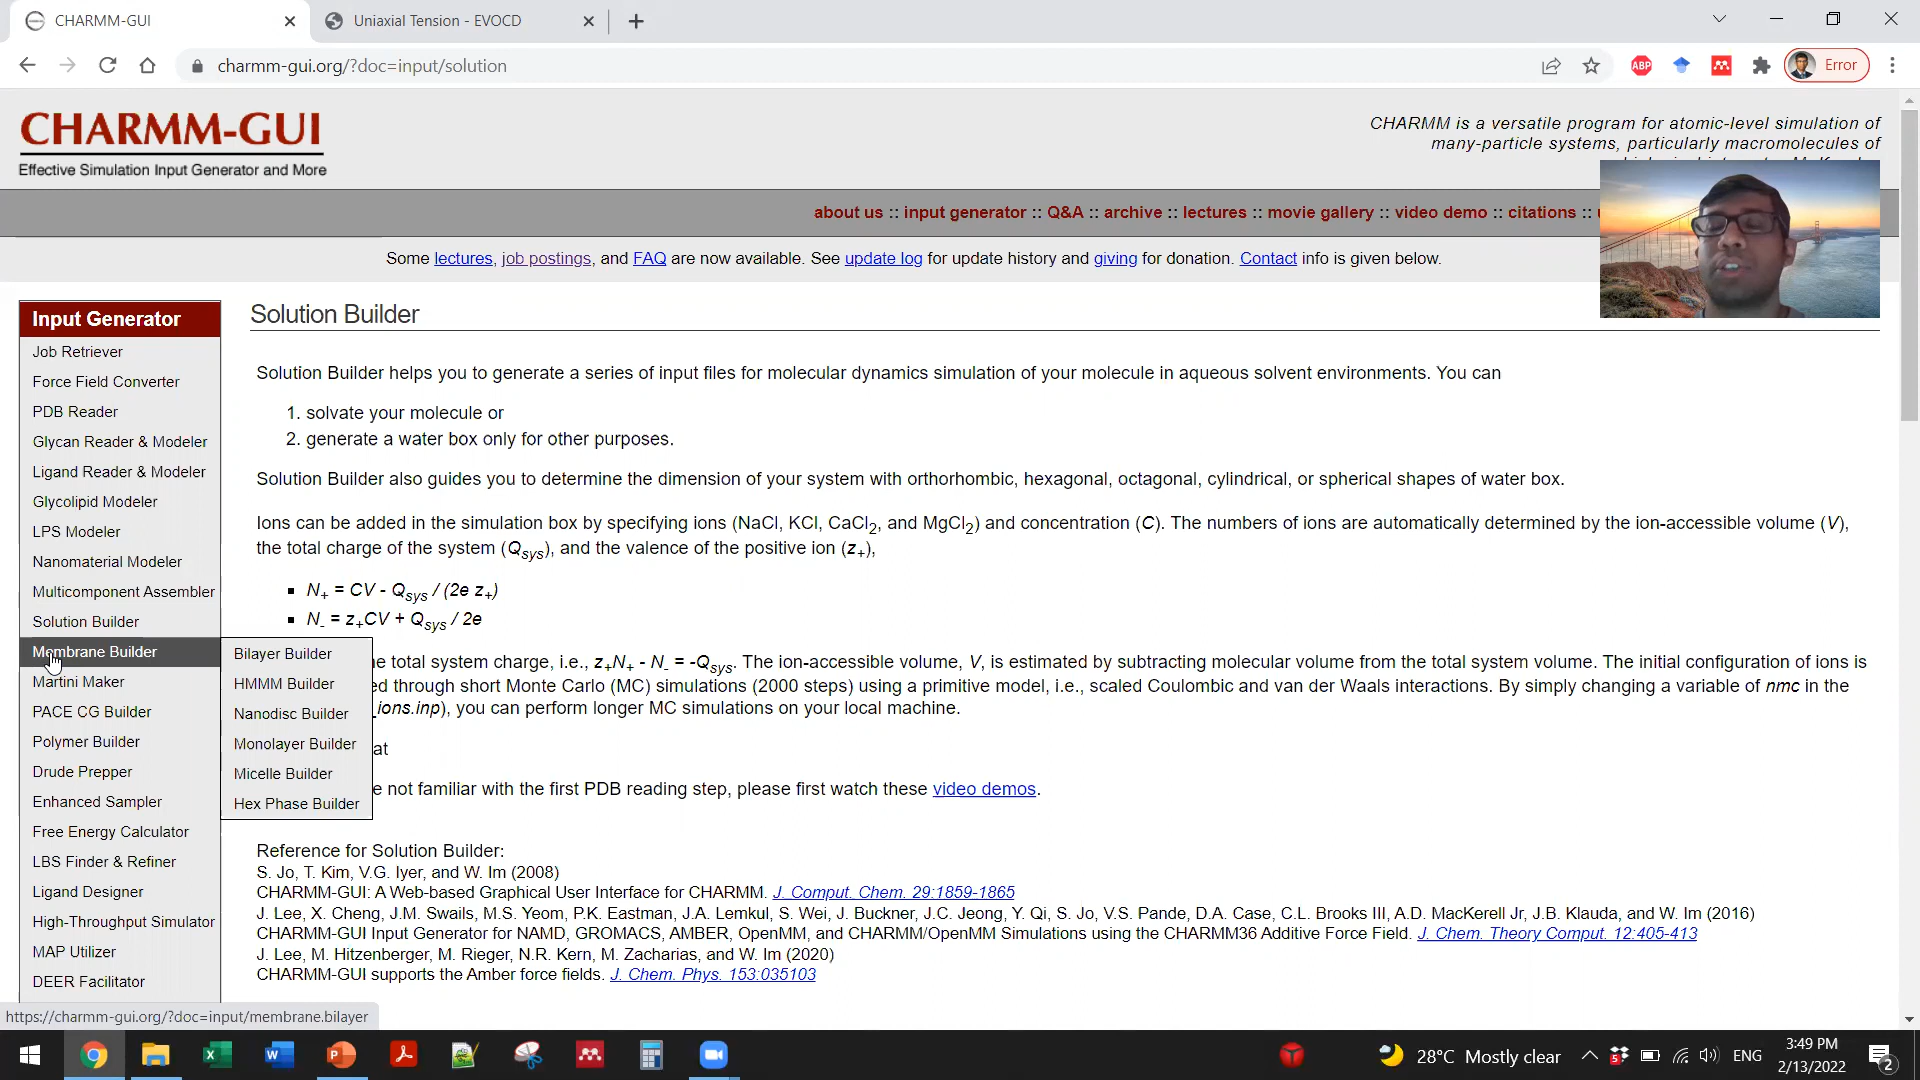 CHARMM-GUI
Uniaxial Tension - EVOCD
charmm-gui.org/?doc=input/solution
ABP
Error
CHARMM-GUI
Effective Simulation Input Generator and More
CHARMM is a versatile program for atomic-level simulation of
many-particle systems, particularly macromolecules of
about us :: input generator :: Q&A :: archive :: lectures :: movie gallery :: video demo :: citations ::
Some lectures, job postings, and FAQ are now available. See update log for update history and giving for donation. Contact info is given below.
Input Generator
Job Retriever
Force Field Converter
PDB Reader
Glycan Reader & Modeler
Ligand Reader & Modeler
Glycolipid Modeler
LPS Modeler
Nanomaterial Modeler
Multicomponent Assembler
Solution Builder
Membrane Builder
Martini Maker
PACE CG Builder
Polymer Builder
Drude Prepper
Enhanced Sampler
Free Energy Calculator
LBS Finder & Refiner
Ligand Designer
High-Throughput Simulator
MAP Utilizer
DEER Facilitator
Bilayer Builder
HMMM Builder
Nanodisc Builder
Monolayer Builder
Micelle Builder
Hex Phase Builder
Solution Builder
Solution Builder helps you to generate a series of input files for molecular dynamics simulation of your molecule in aqueous solvent environments. You can
1. solvate your molecule or
2. generate a water box only for other purposes.
Solution Builder also guides you to determine the dimension of your system with orthorhombic, hexagonal, octagonal, cylindrical, or spherical shapes of water box.
Ions can be added in the simulation box by specifying ions (NaCl, KCl, CaCl2, and MgCl2) and concentration (C). The numbers of ions are automatically determined by the ion-accessible volume (V),
the total charge of the system (Qsys), and the valence of the positive ion (z+),
▪ N+ = CV - Qsys / (2e z+)
▪ N- = z+CV + Qsys / 2e
e total system charge, i.e., z+N+ - N- = -Qsys. The ion-accessible volume, V, is estimated by subtracting molecular volume from the total system volume. The initial configuration of ions is
ed through short Monte Carlo (MC) simulations (2000 steps) using a primitive model, i.e., scaled Coulombic and van der Waals interactions. By simply changing a variable of nmc in the
_ions.inp), you can perform longer MC simulations on your local machine.
at
e not familiar with the first PDB reading step, please first watch these video demos.
Reference for Solution Builder:
S. Jo, T. Kim, V.G. Iyer, and W. Im (2008)
CHARMM-GUI: A Web-based Graphical User Interface for CHARMM. J. Comput. Chem. 29:1859-1865
J. Lee, X. Cheng, J.M. Swails, M.S. Yeom, P.K. Eastman, J.A. Lemkul, S. Wei, J. Buckner, J.C. Jeong, Y. Qi, S. Jo, V.S. Pande, D.A. Case, C.L. Brooks III, A.D. MacKerell Jr, J.B. Klauda, and W. Im (2016)
CHARMM-GUI Input Generator for NAMD, GROMACS, AMBER, OpenMM, and CHARMM/OpenMM Simulations using the CHARMM36 Additive Force Field. J. Chem. Theory Comput. 12:405-413
J. Lee, M. Hitzenberger, M. Rieger, N.R. Kern, M. Zacharias, and W. Im (2020)
CHARMM-GUI supports the Amber force fields. J. Chem. Phys. 153:035103
https://charmm-gui.org/?doc=input/membrane.bilayer
28°C Mostly clear
ENG
3:49 PM
2/13/2022
2